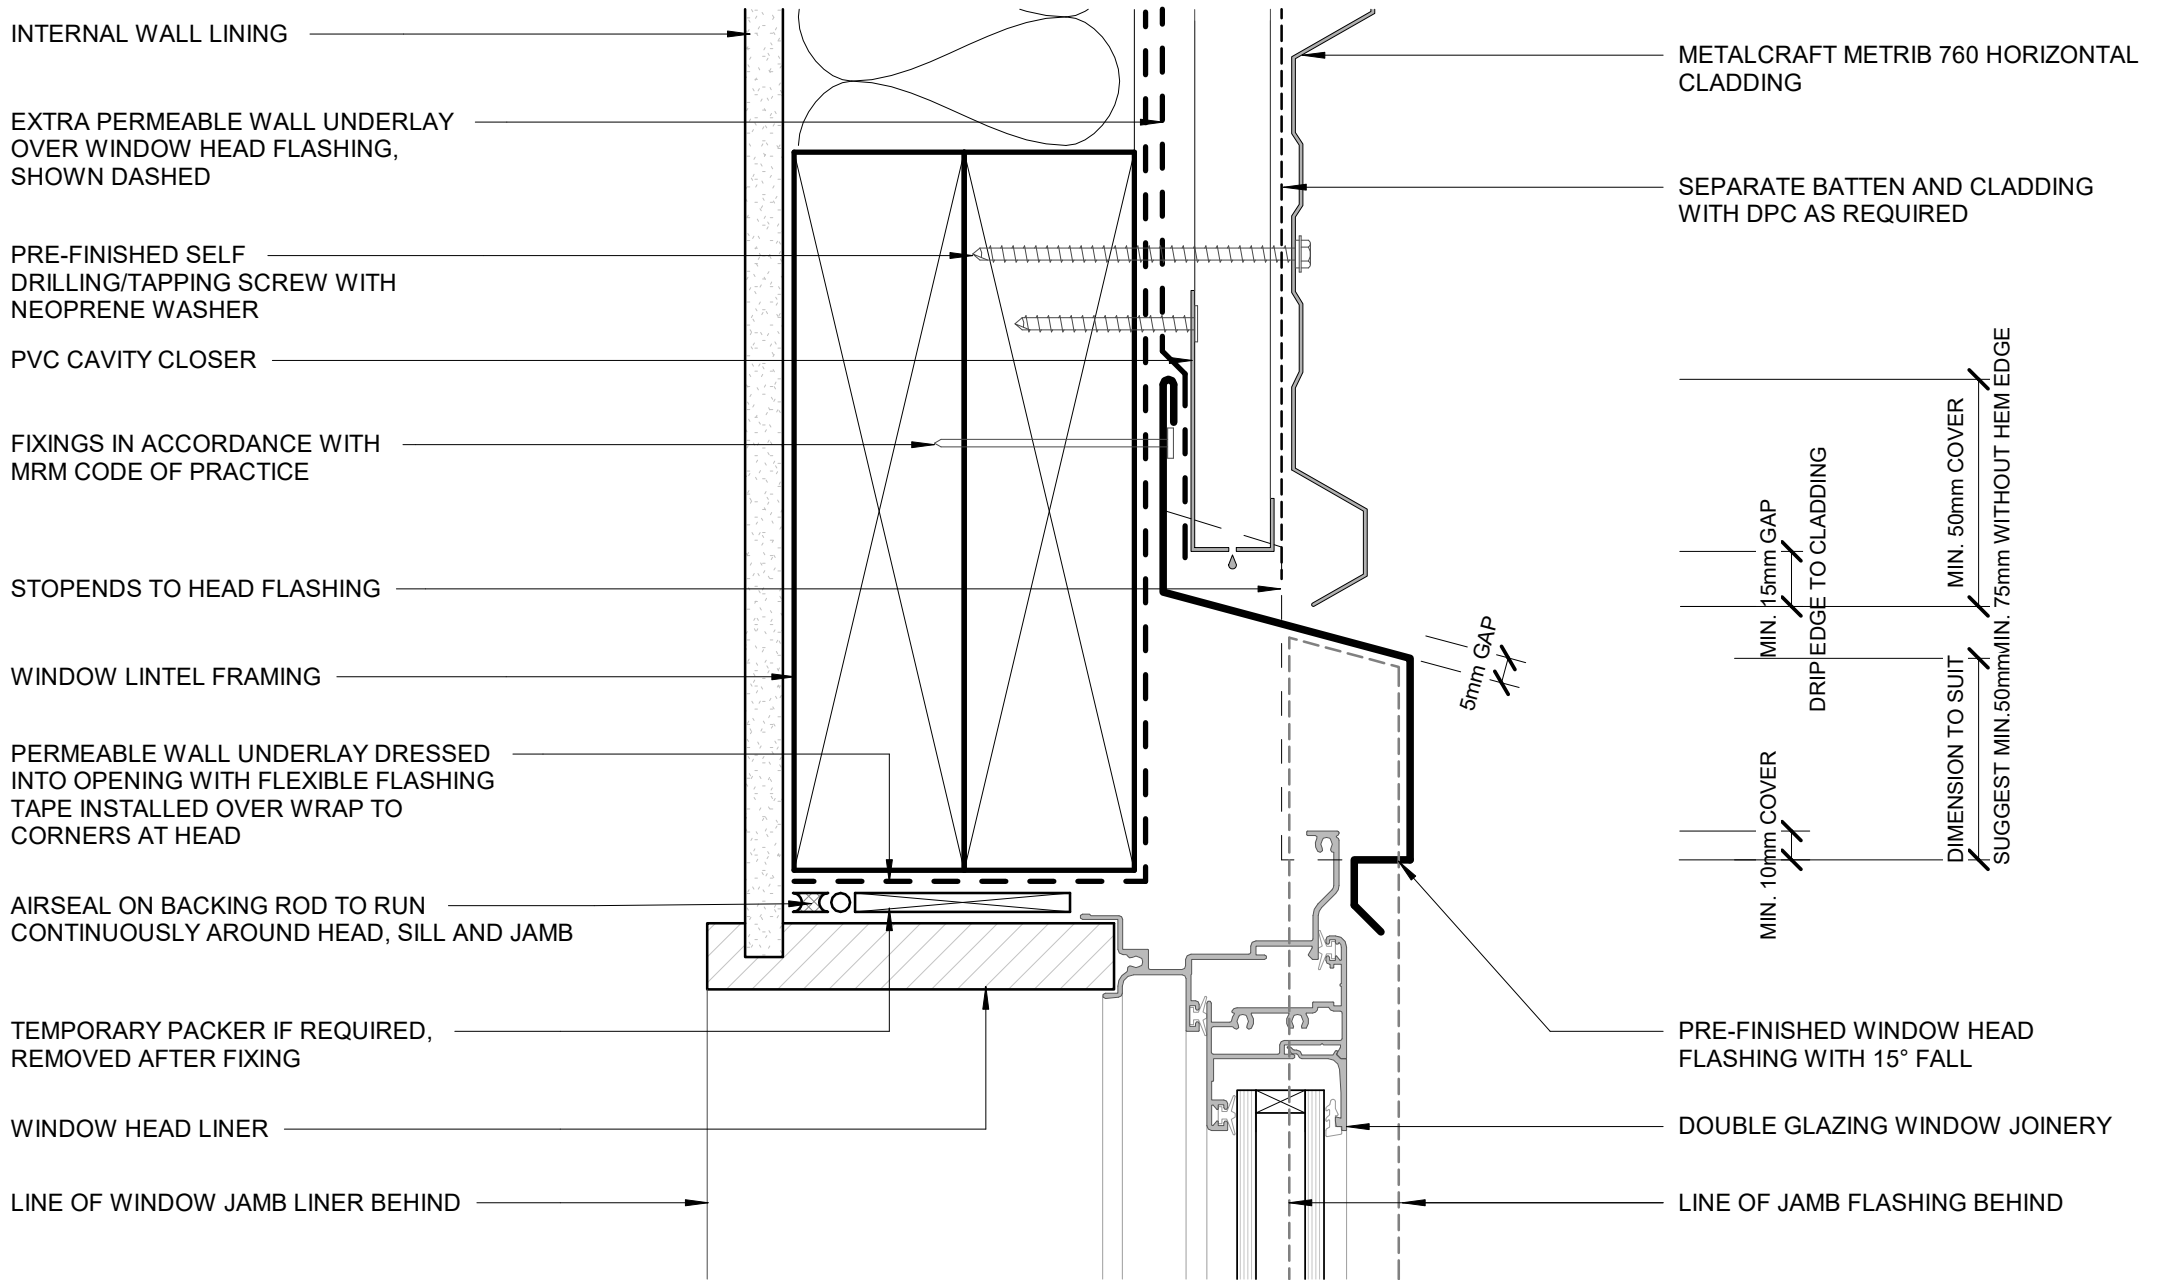 INTERNAL WALL LINING
EXTRA PERMEABLE WALL UNDERLAY
OVER WINDOW HEAD FLASHING,
SHOWN DASHED
PRE-FINISHED SELF
DRILLING/TAPPING SCREW WITH
NEOPRENE WASHER
PVC CAVITY CLOSER
FIXINGS IN ACCORDANCE WITH
MRM CODE OF PRACTICE
STOPENDS TO HEAD FLASHING
WINDOW LINTEL FRAMING
PERMEABLE WALL UNDERLAY DRESSED
INTO OPENING WITH FLEXIBLE FLASHING
TAPE INSTALLED OVER WRAP TO
CORNERS AT HEAD
AIRSEAL ON BACKING ROD TO RUN
CONTINUOUSLY AROUND HEAD, SILL AND JAMB
TEMPORARY PACKER IF REQUIRED,
REMOVED AFTER FIXING
WINDOW HEAD LINER
LINE OF WINDOW JAMB LINER BEHIND
METALCRAFT METRIB 760 HORIZONTAL
CLADDING
SEPARATE BATTEN AND CLADDING
WITH DPC AS REQUIRED
5mm GAP
MIN. 15mm GAP
DRIP EDGE TO CLADDING
MIN. 50mm COVER
MIN. 75mm WITHOUT HEM EDGE
DIMENSION TO SUIT
SUGGEST MIN.50mm
MIN. 10mm COVER
PRE-FINISHED WINDOW HEAD
FLASHING WITH 15° FALL
DOUBLE GLAZING WINDOW JOINERY
LINE OF JAMB FLASHING BEHIND